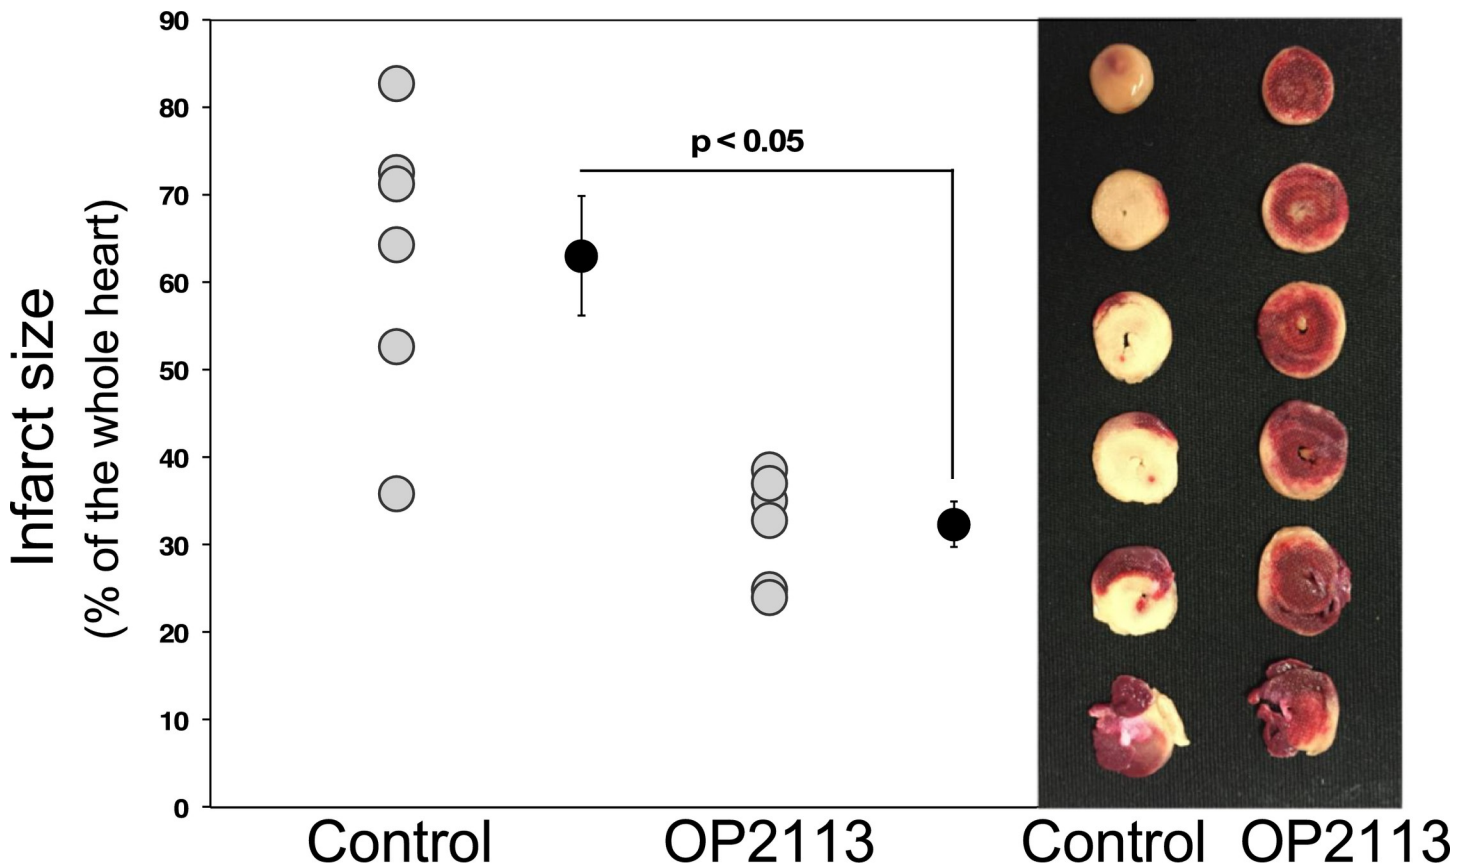 Infarct size
(% of the whole heart)
90
80
70
60
50
40
30
20
10
0
p < 0.05
Control
OP2113
Control
OP2113